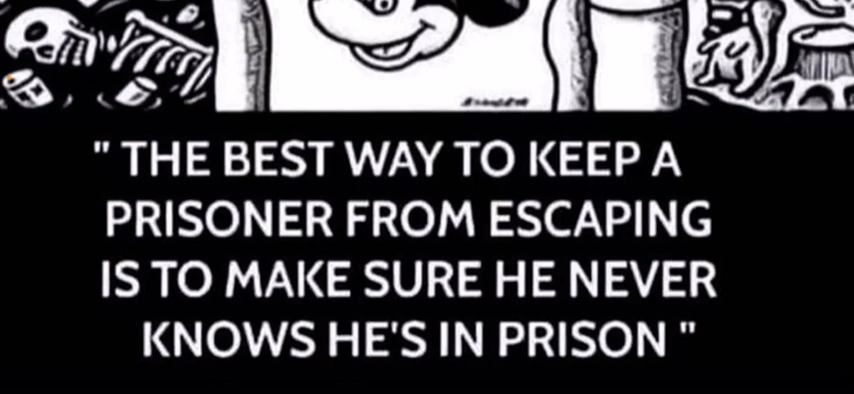 " THE BEST WAY TO KEEP A
PRISONER FROM ESCAPING
IS TO MAKE SURE HE NEVER
KNOWS HE'S IN PRISON "